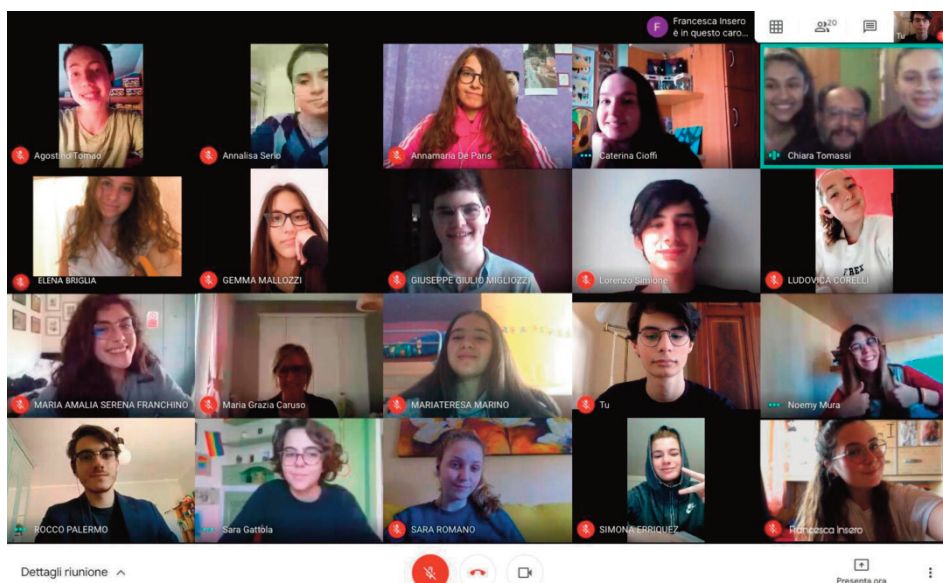 F
Francesca Insero
è in questo caro...
20
Tu
Agostino Tomao
Annalisa Serio
Annamaria De Paris
Caterina Cioffi
Chiara Tomassi
ELENA BRIGLIA
GEMMA MALLOZZI
GIUSEPPE GIULIO MIGLIOZZI
Lorenzo Simione
LUDOVICA CORELLI
T REX
MARIA AMALIA SERENA FRANCHINO
Maria Grazia Caruso
MARIATERESA MARINO
Tu
Noemy Mura
ROCCO PALERMO
Sara Gattola
SARA ROMANO
SIMONA ERRIQUEZ
Francesca Insero
Dettagli riunione
Presenta ora